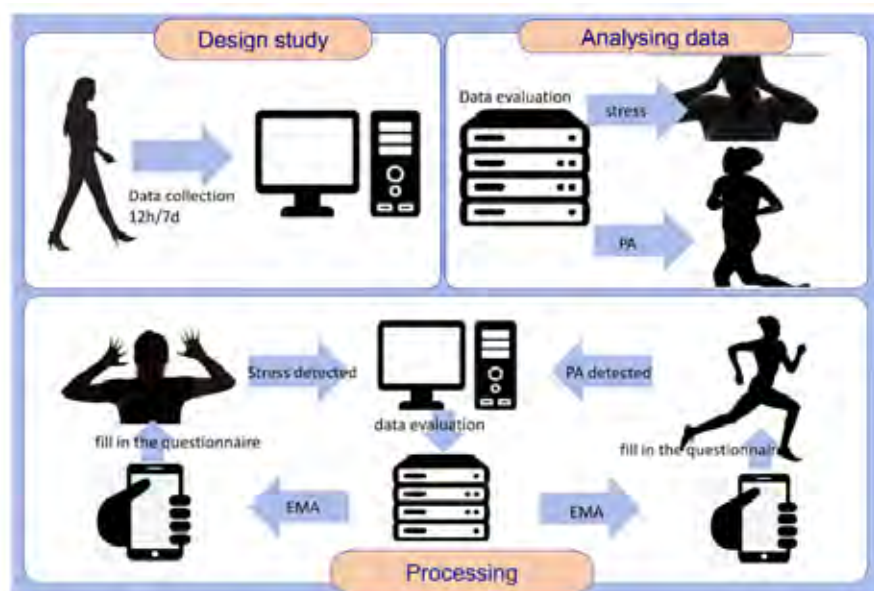 Design study
Data collection
12h/7d
Analysing data
Data evaluation
stress
PA
Stress detected
PA detected
data evaluation
fill in the questionnaire
fill in the questionnaire
EMA
EMA
Processing